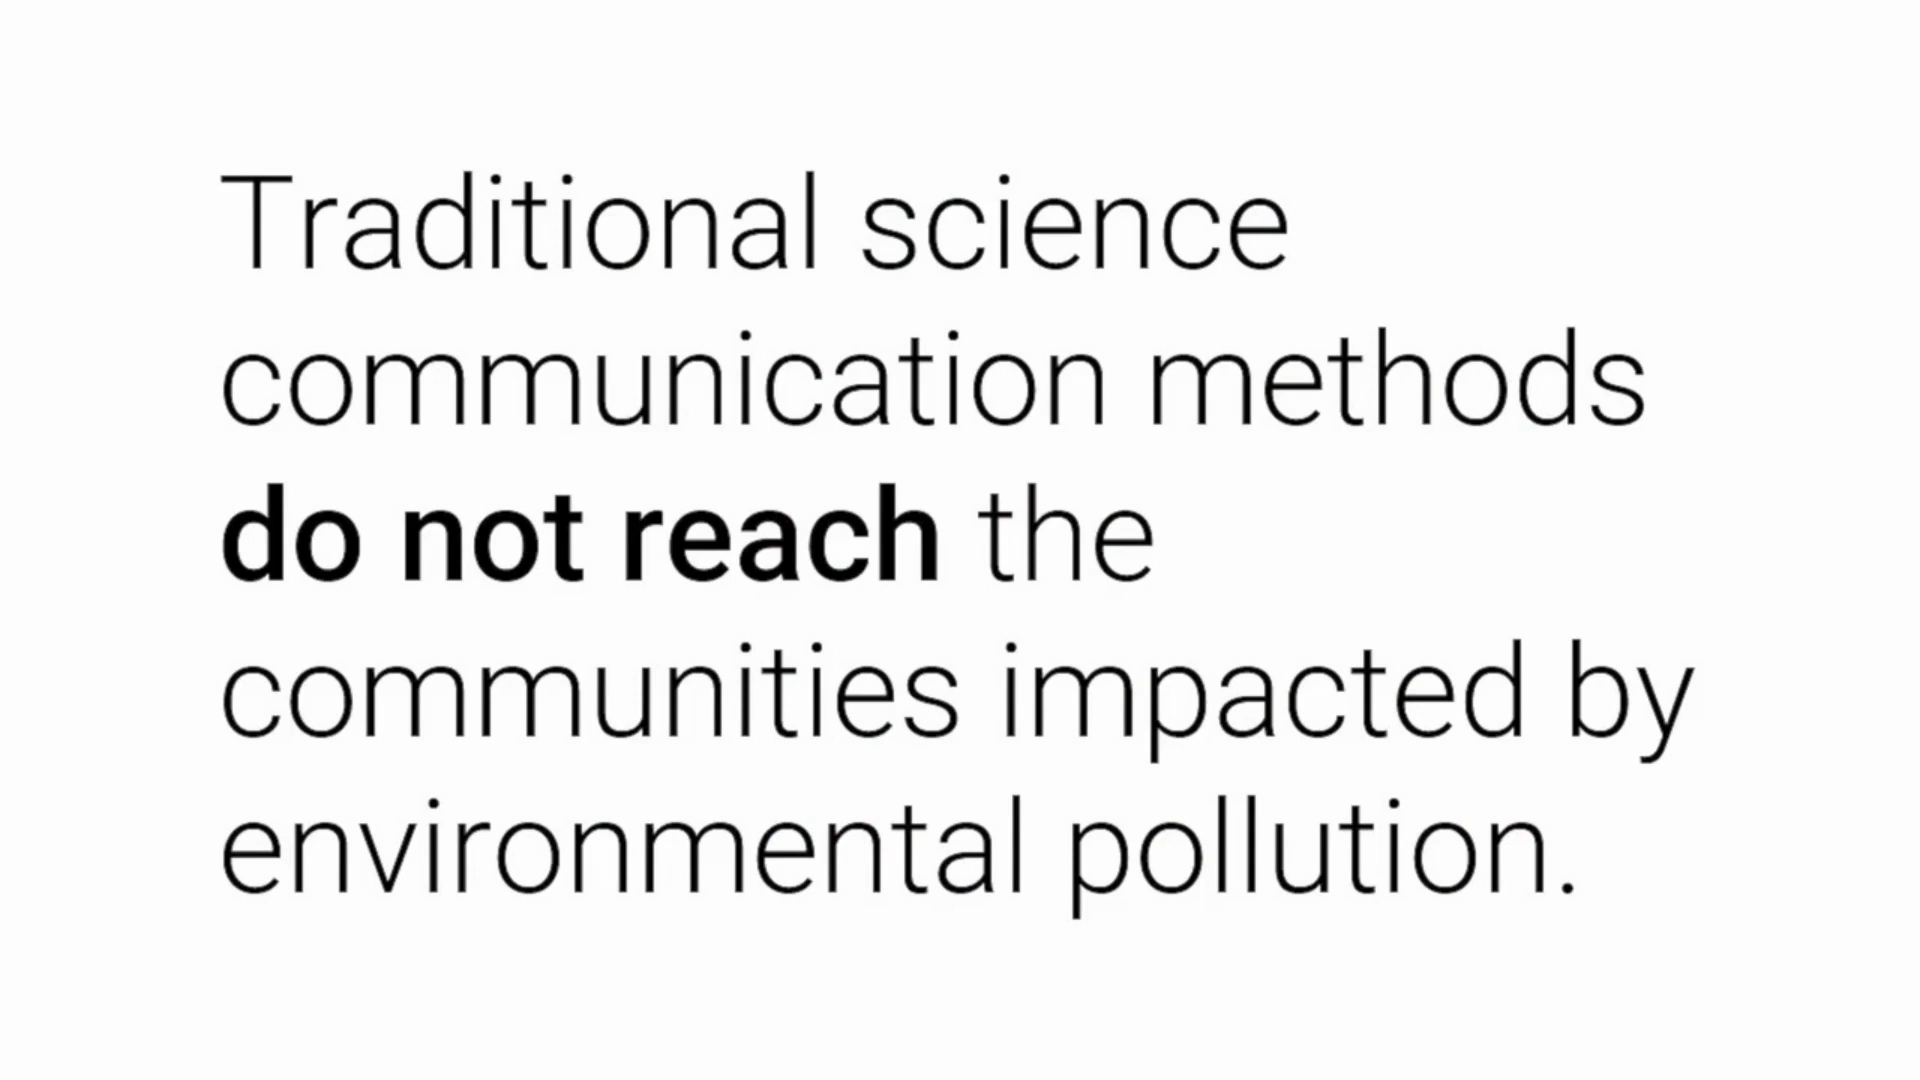 Traditional science
communication methods
do not reach the
communities impacted by
environmental pollution.